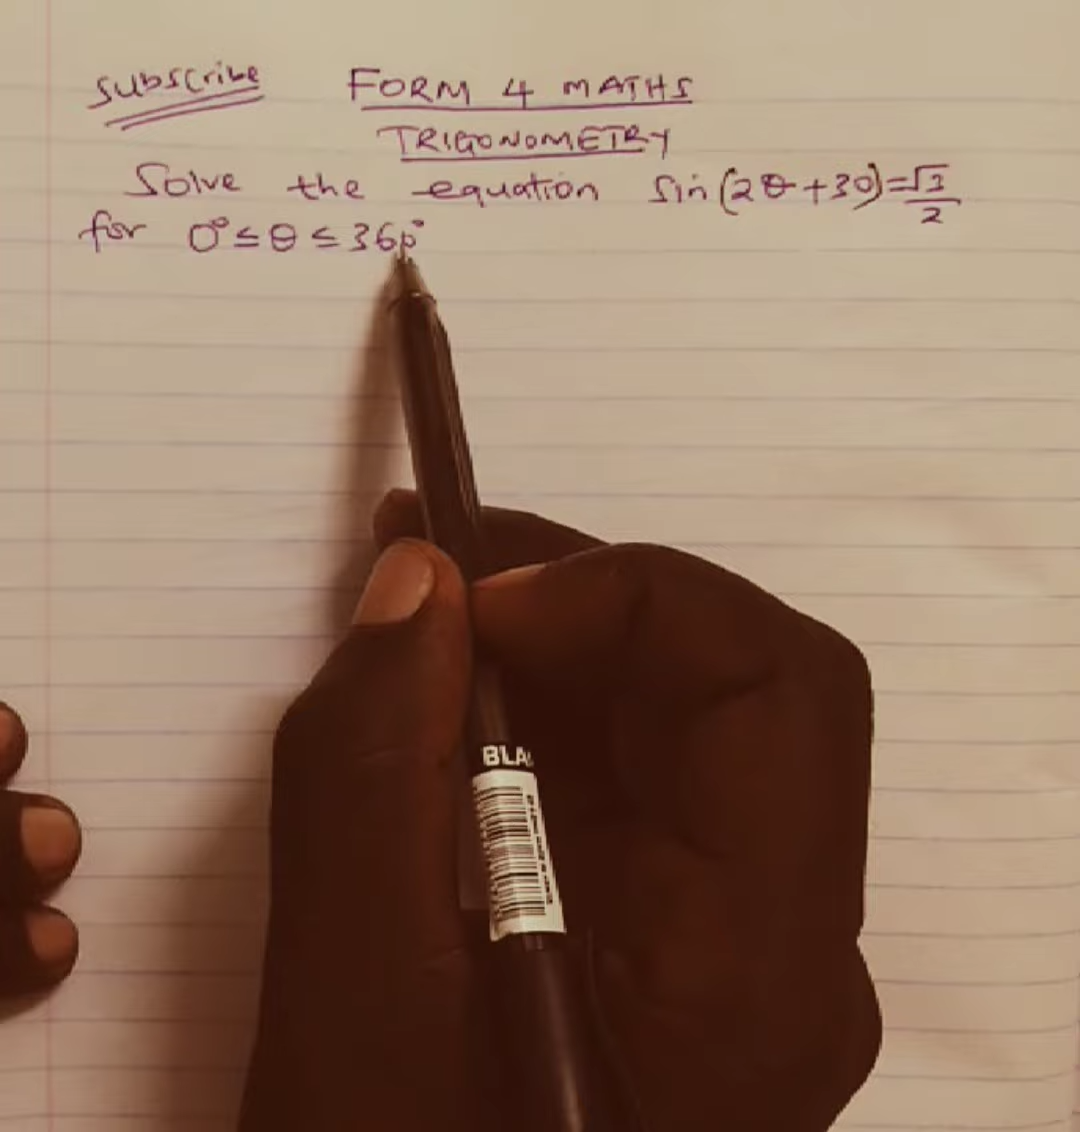 Subscribe FORM 4 MATHS
TRIGONOMETRY
Solve the equation Sin(2θ+30)=√3/2
for 0°≤θ≤360°
BLA